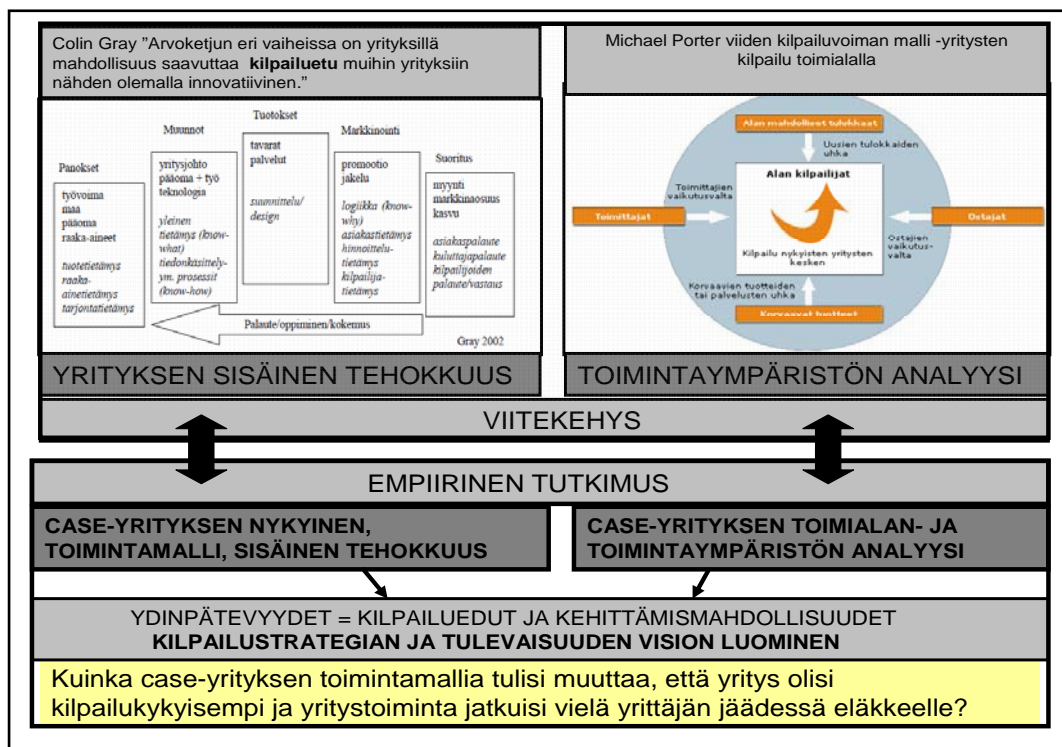 Colin Gray "Arvoketjun eri vaiheissa on yrityksillä
mahdollisuus saavuttaa kilpailuetu muihin yrityksiin
nähden olemalla innovatiivinen."
Panokset
työvoima
maa
pääoma
raaka-aineet
tuotetietämys
raaka-
ainetietämys
tarjontatietämys
Muunnot
yritysjohto
pääoma + työ
teknologia
yleinen
tietämys (know-
what)
tiedonkäsittely-
ym. prosessit
(know-how)
Tuotokset
tavarat
palvelut
suunnittelu/
design
Markkinointi
promootio
jakelu
logiikka (know-
why)
asiakastietämys
hinnoittelu-
tietämys
kilpailija-
tietämys
Suoritus
myynti
markkinaosuus
kasvu
asiakaspalaute
kuluttajapalaute
kilpailijoiden
palaute/vastaus
Palaute/oppiminen/kokemus
Gray 2002
YRITYKSEN SISÄINEN TEHOKKUUS
Michael Porter viiden kilpailuvoiman malli -yritysten
kilpailu toimialalla
Alan mahdolliset tulokkaat
Uusien tulokkaiden
uhka
Alan kilpailijat
Toimittajien
vaikutusvalta
Toimittajat
Ostajat
Ostajien
vaikutus-
valta
Kilpailu nykyisten yritysten
kesken
Korvaavien tuotteiden
tai palvelusten uhka
Korvaavat tuotteet
TOIMINTAYMPÄRISTÖN ANALYYSI
VIITEKEHYS
EMPIIRINEN TUTKIMUS
CASE-YRITYKSEN NYKYINEN,
TOIMINTAMALLI, SISÄINEN TEHOKKUUS
CASE-YRITYKSEN TOIMIALAN- JA
TOIMINTAYMPÄRISTÖN ANALYYSI
YDINPÄTEVYYDET = KILPAILUEDUT JA KEHITTÄMISMAHDOLLISUUDET
KILPAILUSTRATEGIAN JA TULEVAISUUDEN VISION LUOMINEN
Kuinka case-yrityksen toimintamallia tulisi muuttaa, että yritys olisi
kilpailukykyisempi ja yritystoiminta jatkuisi vielä yrittäjän jäädessä eläkkeelle?